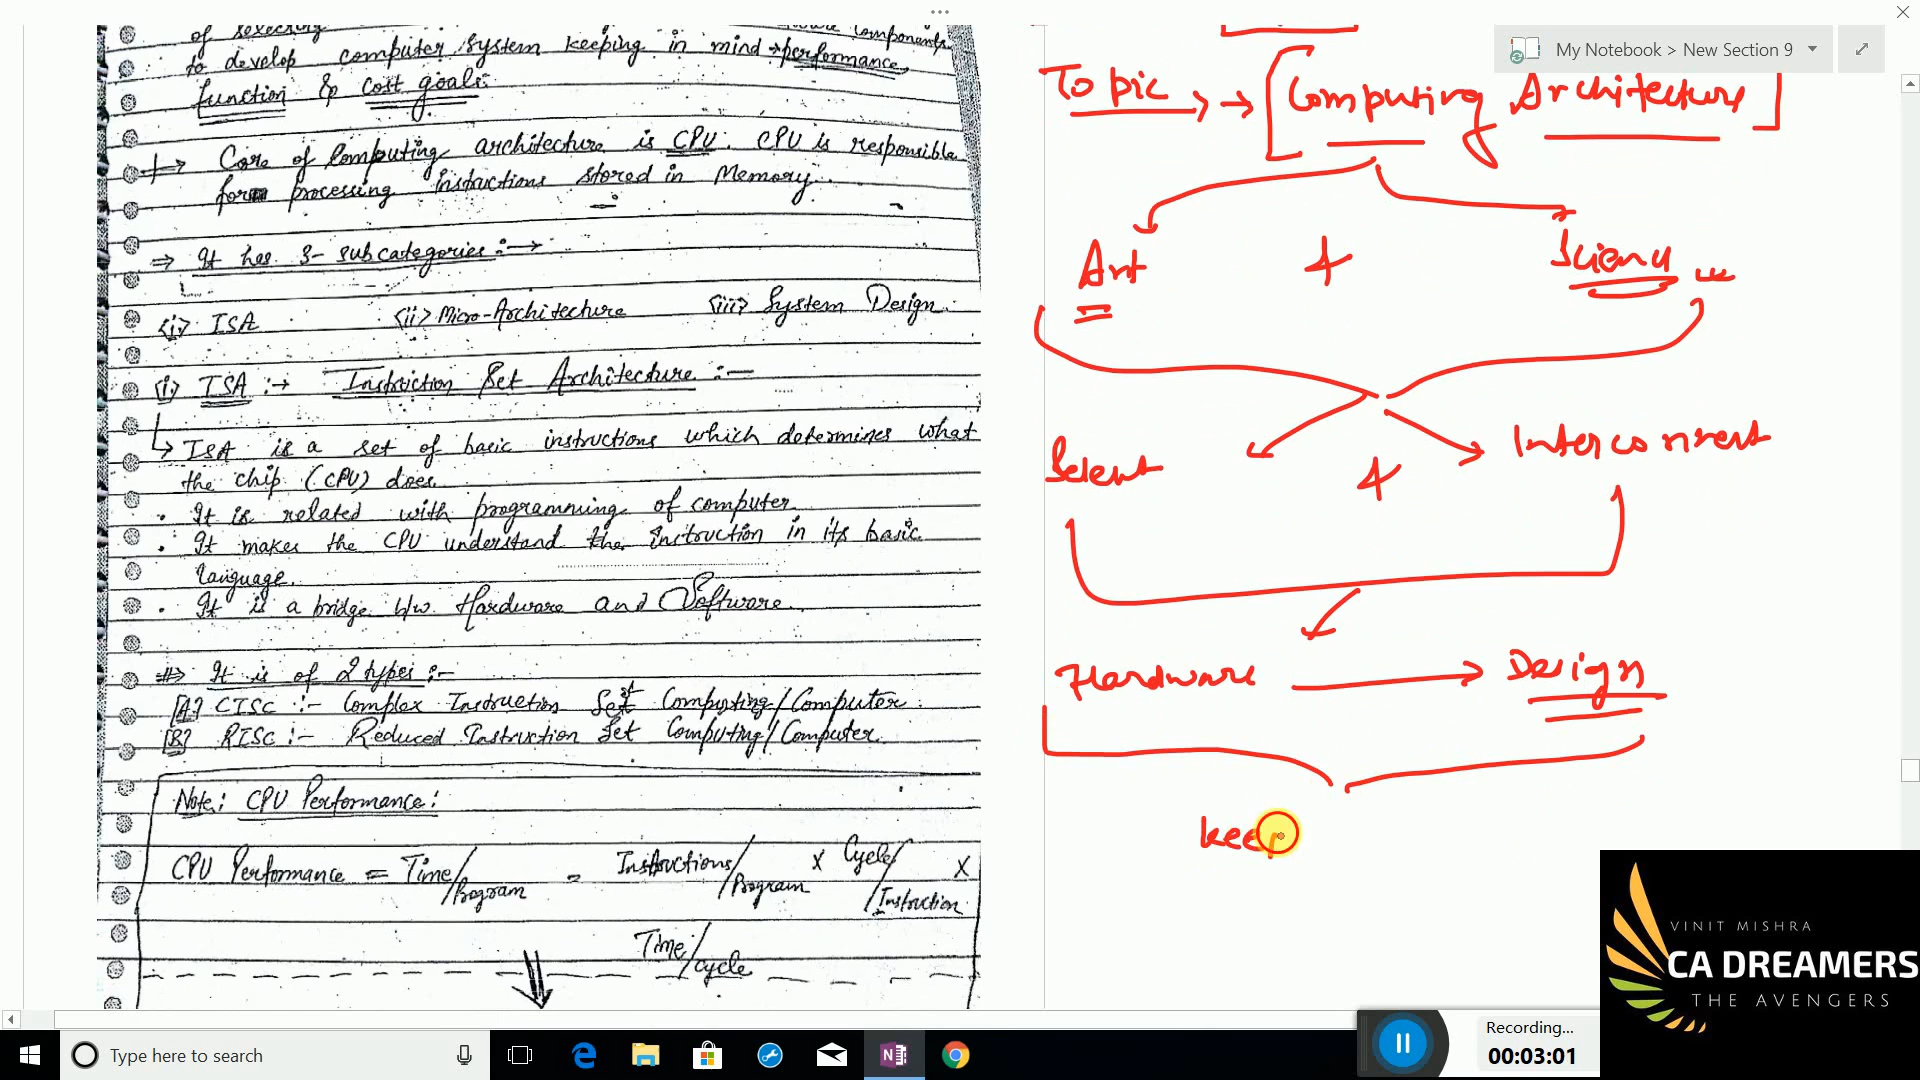 to develop computer system keeping in mind → performance,
function & cost goals.
→ Core of Computing architecture is CPU. CPU is responsible
for processing instructions stored in Memory.
⇒ It has 3- subcategories :→
(i) ISA (ii) Micro-Architecture (iii) System Design.
(i) ISA :→ Instruction Set Architecture :—
↳ ISA is a set of basic instructions which determines what
the chip (CPU) does.
• It is related with programming of computer.
• It makes the CPU understand the instruction in its basic
language.
• It is a bridge b/w Hardware and Software.
⇒ It is of 2 types :-
[A] CISC :- Complex Instruction Set Computing/Computer
[B] RISC :- Reduced Instruction Set Computing/Computer
Note: CPU Performance:
CPU Performance = Time/Program = Instructions/Program X Cycle/Instruction X
Time/cycle
My Notebook > New Section 9
Topic → [Computing Architecture]
Art + Science
Select + Interconnect
Hardware → Design
keep
VINIT MISHRA
CA DREAMERS
THE AVENGERS
Type here to search
Recording...
00:03:01